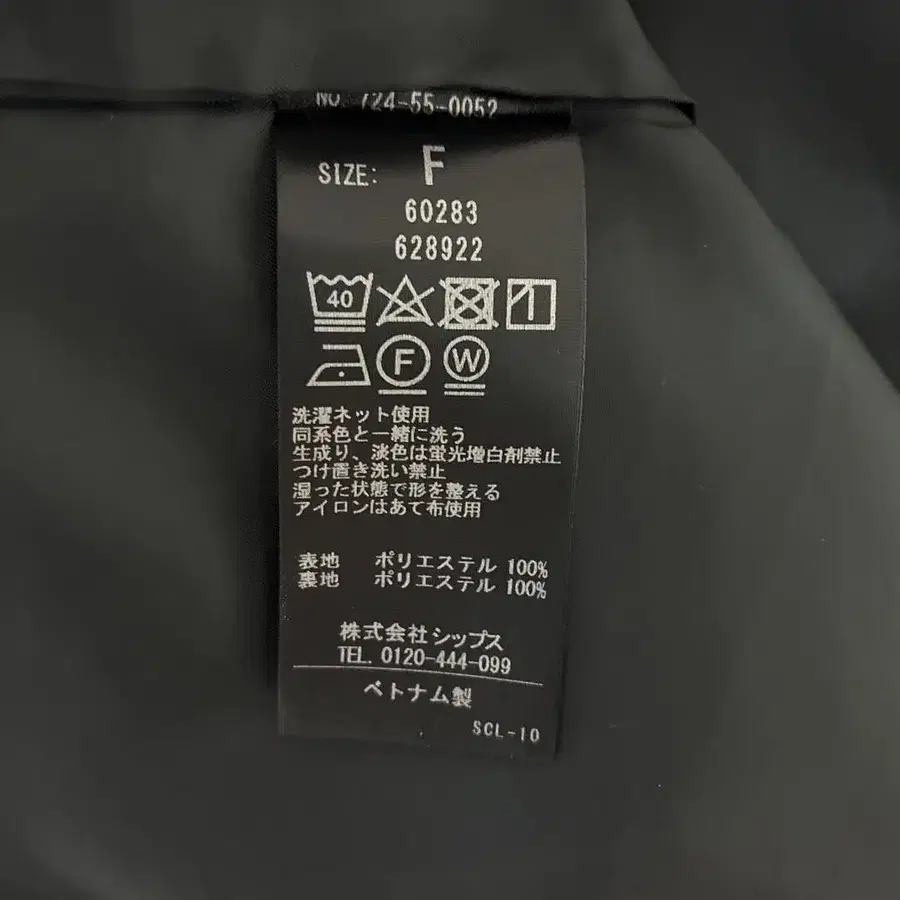 NO. 724-55-0052
SIZE: F
60283
628922
40
F W
洗濯ネット使用
同系色と一緒に洗う
生成り、淡色は蛍光増白剤禁止
つけ置き洗い禁止
湿った状態で形を整える
アイロンはあて布使用
表地 ポリエステル 100%
裏地 ポリエステル 100%
株式会社シップス
TEL. 0120-444-099
ベトナム製
SCL-10